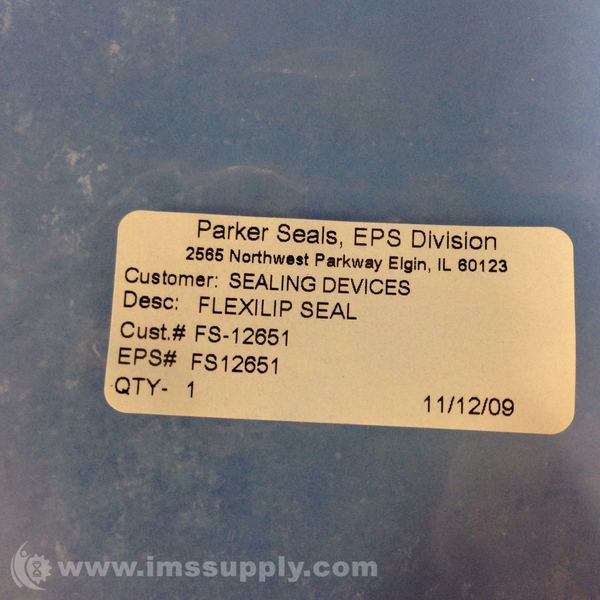 Parker Seals, EPS Division
2565 Northwest Parkway Elgin, IL 60123
Customer: SEALING DEVICES
Desc: FLEXILIP SEAL
Cust.# FS-12651
EPS# FS12651
QTY- 1 11/12/09
www.imssupply.com